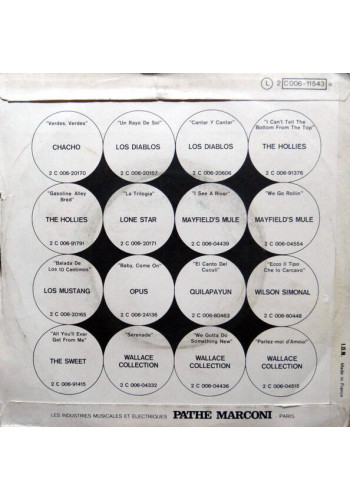 L 2 C006-11543
"Verdes, Verdes"
CHACHO
2 C 006-20170
"Un Rayo De Sol"
LOS DIABLOS
2 C 006-20167
"Cantar Y Cantar"
LOS DIABLOS
2 C 006-20606
"I Can't Tell The
Bottom From The Top"
THE HOLLIES
2 C 006-91376
"Gasoline Alley
Bred"
THE HOLLIES
2 C 006-91791
"La Trilogia"
LONE STAR
2 C 006-20171
"I See A River"
MAYFIELD'S MULE
2 C 006-04439
"We Go Rollin"
MAYFIELD'S MULE
2 C 006-04554
"Balada De
Los 10 Centimos"
LOS MUSTANG
2 C 006-20165
"Baby, Come On"
OPUS
2 C 006-24136
"El Canto Del
Cuculi"
QUILAPAYUN
2 C 006-80463
"Ecco Il Tipo
Che Io Cercavo"
WILSON SIMONAL
2 C 006-80448
"All You'll Ever
Get From Me"
THE SWEET
2 C 006-91415
"Serenade"
WALLACE
COLLECTION
2 C 006-04332
"We Gotta Do
Something New"
WALLACE
COLLECTION
2 C 006-04436
"Parlez-moi d'Amour"
WALLACE
COLLECTION
2 C 006-04515
LES INDUSTRIES MUSICALES ET ELECTRIQUES PATHE MARCONI - PARIS
Made in France